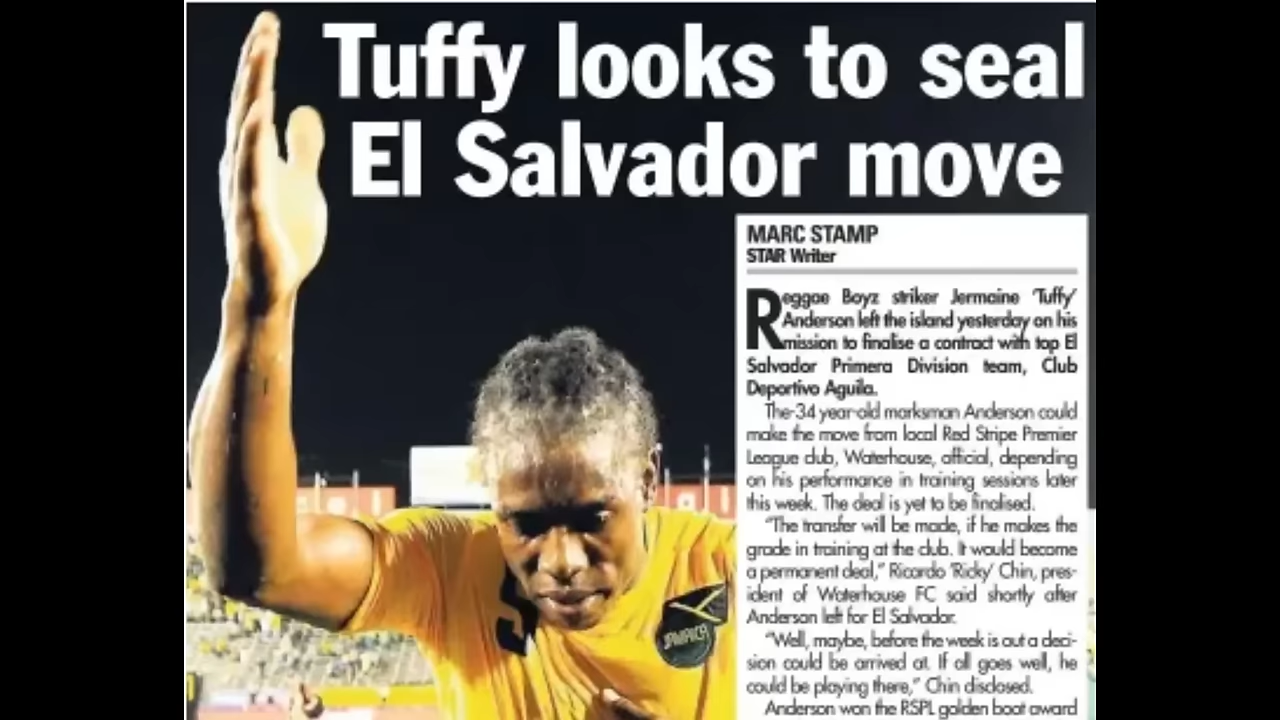 Tuffy looks to seal
El Salvador move
MARC STAMP
STAR Writer
Reggae Boyz striker Jermaine 'Tuffy'
Anderson left the island yesterday on his
mission to finalise a contract with top El
Salvador Primera Division team, Club
Deportivo Aguila.
The-34 year-old marksman Anderson could
make the move from local Red Stripe Premier
League club, Waterhouse, official, depending
on his performance in training sessions later
this week. The deal is yet to be finalised.
"The transfer will be made, if he makes the
grade in training at the club. It would become
a permanent deal," Ricardo 'Ricky' Chin, pres-
ident of Waterhouse FC said shortly after
Anderson left for El Salvador.
"Well, maybe, before the week is out a deci-
sion could be arrived at. If all goes well, he
could be playing there," Chin disclosed.
Anderson won the RSPL golden boot award
JAMAICA